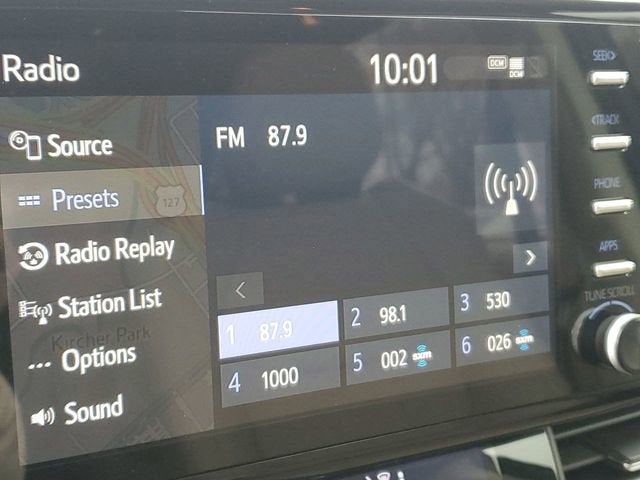 Radio
10:01
DCM
DCM
SEEK>
Source
FM 87.9
<TRACK
Presets
127
PHONE
Radio Replay
APPS
Station List
TUNE SCROLL
Kircher Park
1 87.9
2 98.1
3 530
Options
4 1000
5 002 sxm
6 026 sxm
Sound